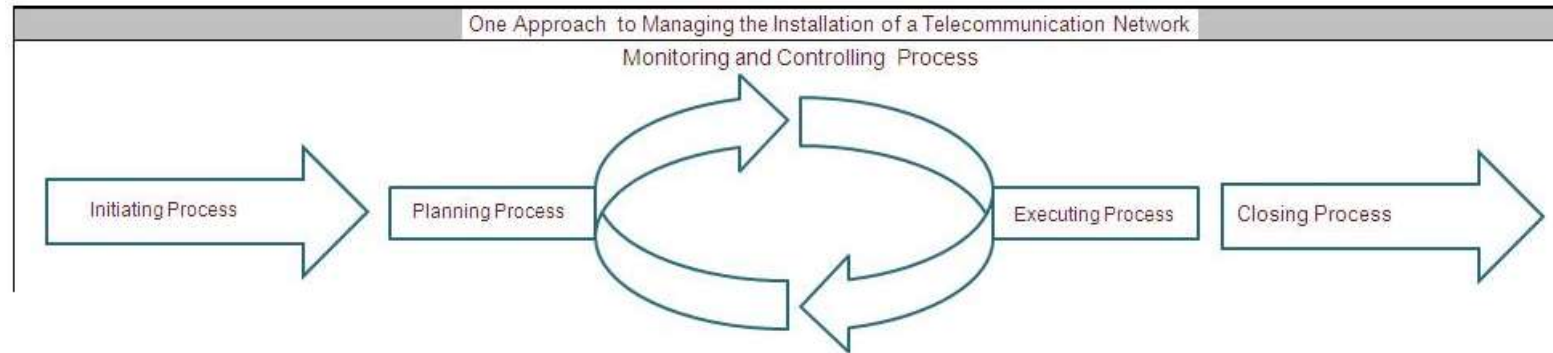 One Approach to Managing the Installation of a Telecommunication Network
Monitoring and Controlling Process
Initiating Process
Planning Process
Executing Process
Closing Process